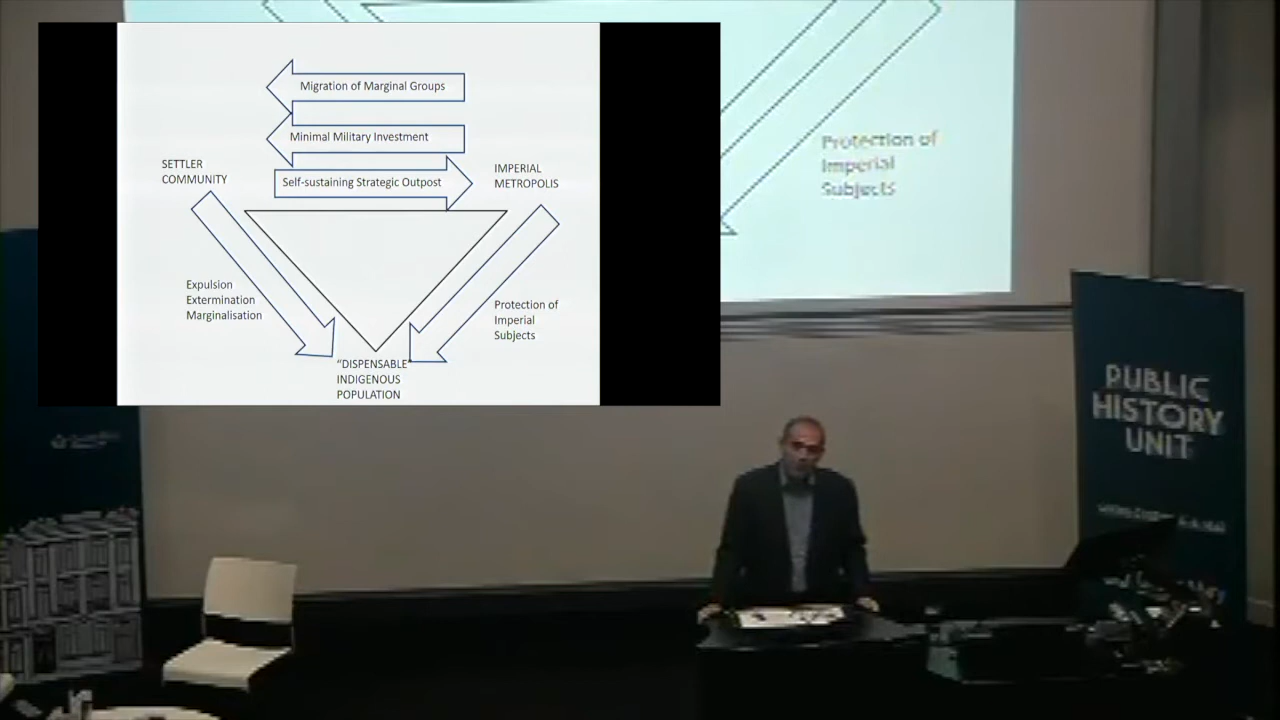 Migration of Marginal Groups
Minimal Military Investment
SETTLER
COMMUNITY
Self-sustaining Strategic Outpost
IMPERIAL
METROPOLIS
Expulsion
Extermination
Marginalisation
Protection of
Imperial
Subjects
“DISPENSABLE”
INDIGENOUS
POPULATION
Protection of
Imperial
Subjects
PUBLIC
HISTORY
UNIT